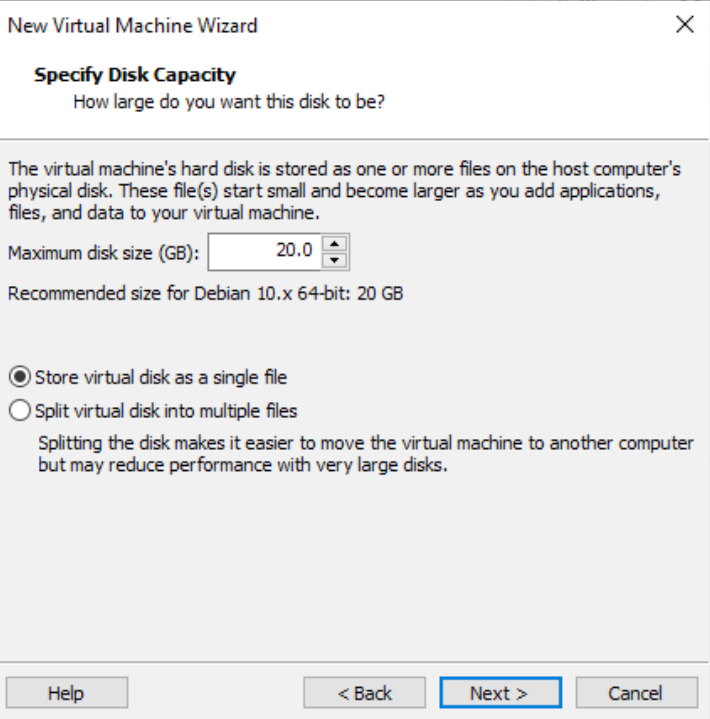 New Virtual Machine Wizard
Specify Disk Capacity
How large do you want this disk to be?
The virtual machine's hard disk is stored as one or more files on the host computer's
physical disk. These file(s) start small and become larger as you add applications,
files, and data to your virtual machine.
Maximum disk size (GB): 20.0
Recommended size for Debian 10.x 64-bit: 20 GB
Store virtual disk as a single file
Split virtual disk into multiple files
Splitting the disk makes it easier to move the virtual machine to another computer
but may reduce performance with very large disks.
Help < Back Next > Cancel